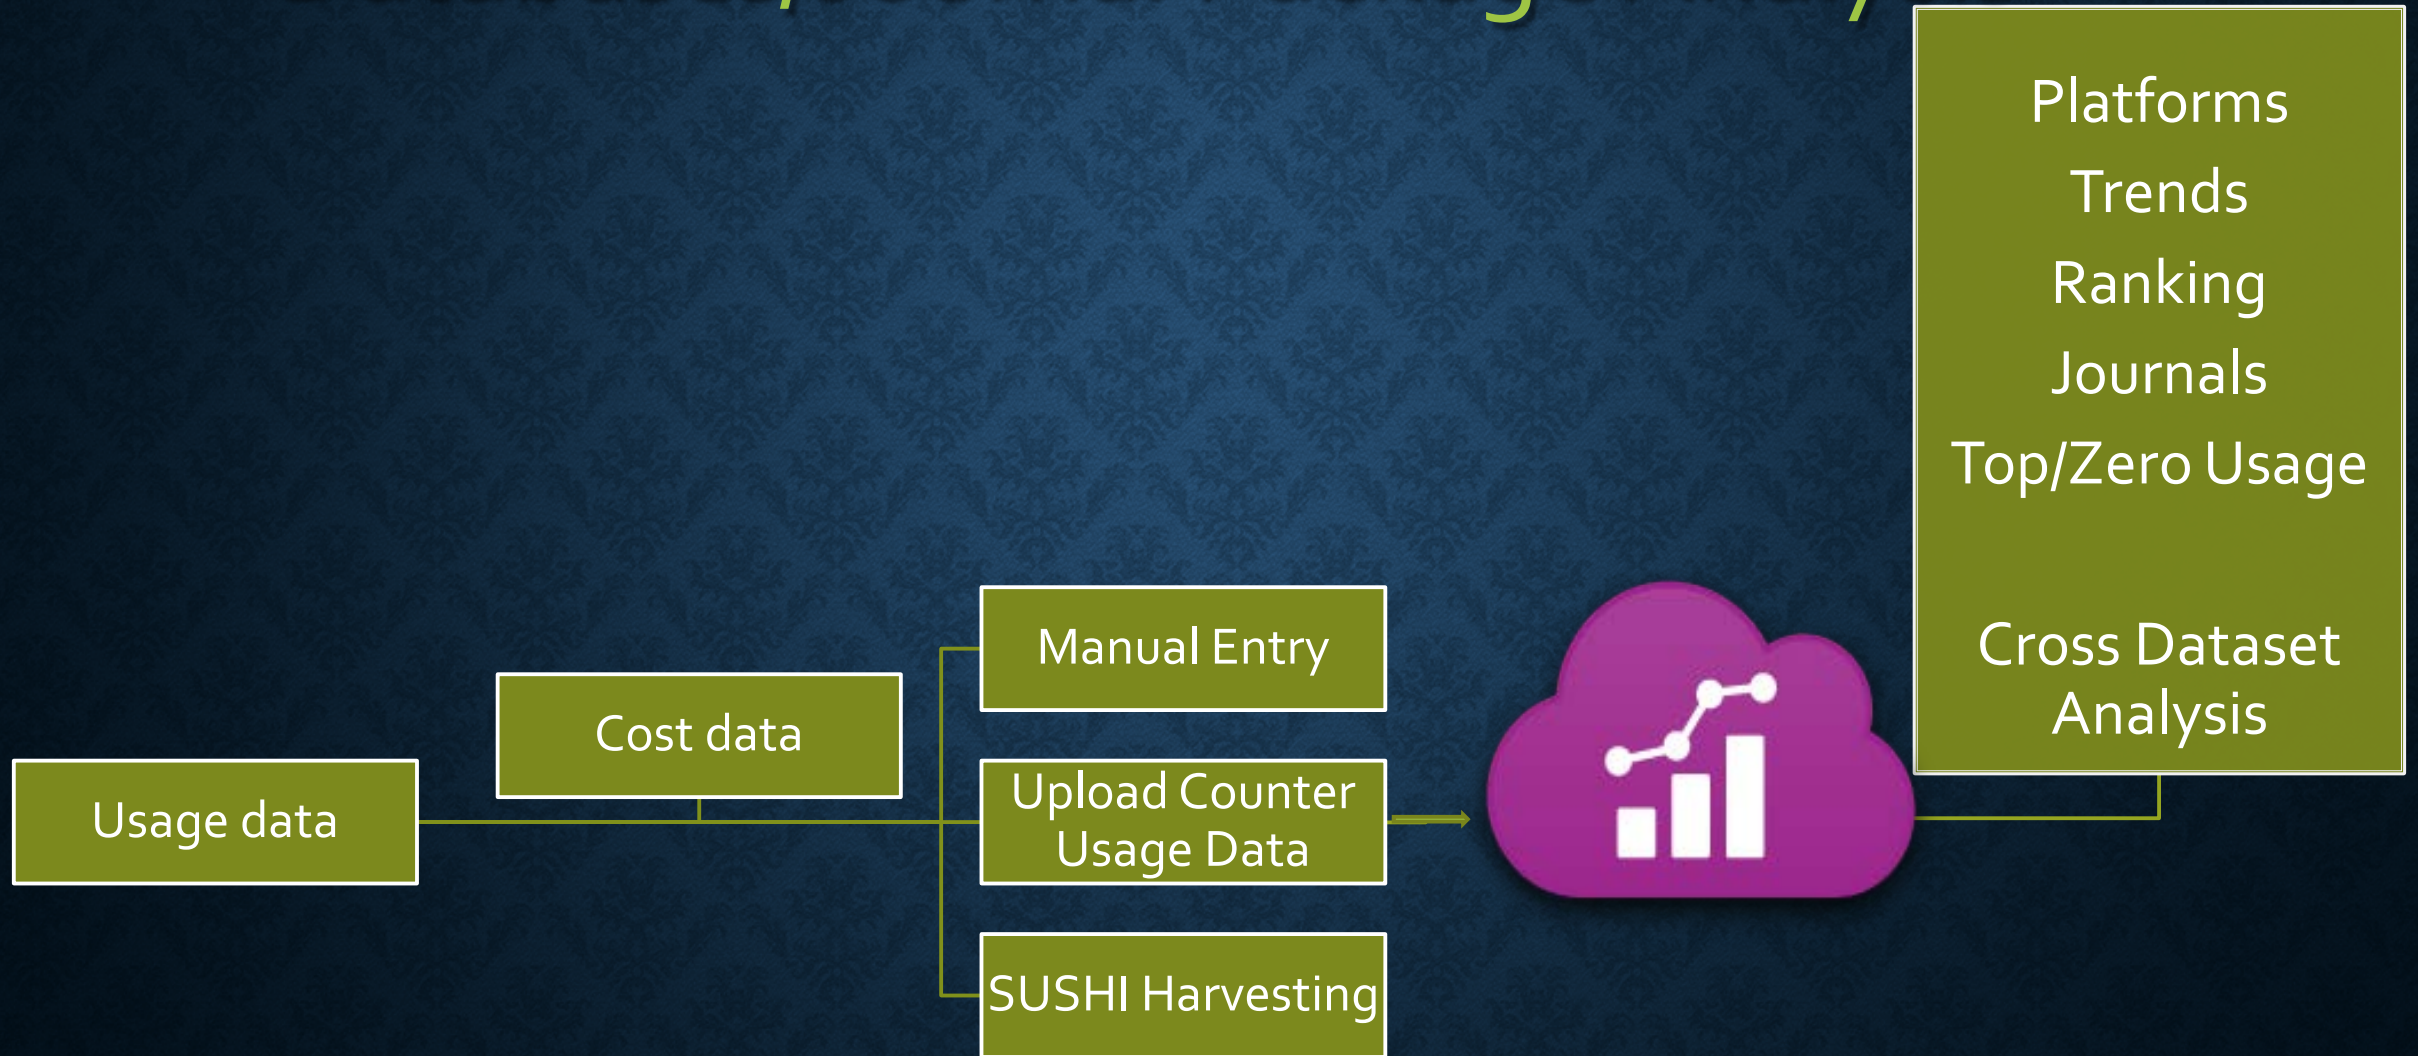 Usage data
Cost data
Manual Entry
Upload Counter
Usage Data
SUSHI Harvesting
Platforms
Trends
Ranking
Journals
Top/Zero Usage
Cross Dataset
Analysis